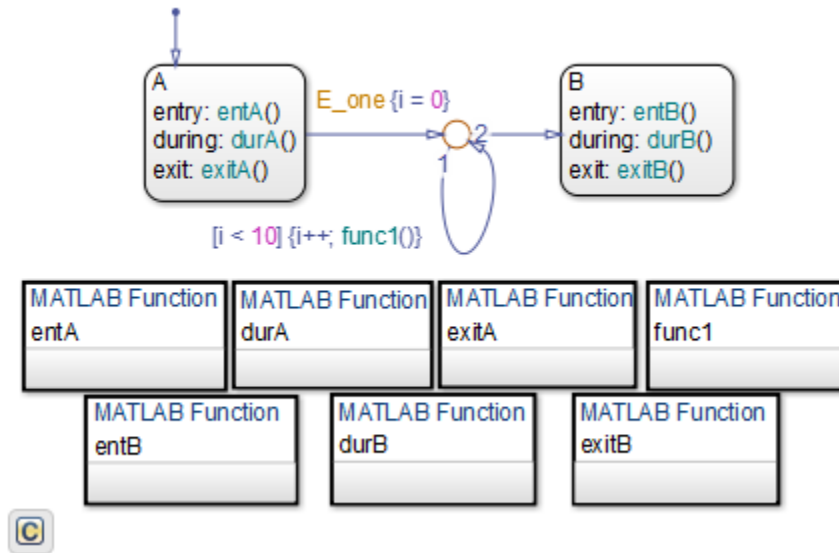 A
entry: entA()
during: durA()
exit: exitA()
E_one {i = 0}
1
2
[i < 10] {i++; func1()}
B
entry: entB()
during: durB()
exit: exitB()
MATLAB Function
entA
MATLAB Function
durA
MATLAB Function
exitA
MATLAB Function
func1
MATLAB Function
entB
MATLAB Function
durB
MATLAB Function
exitB
C